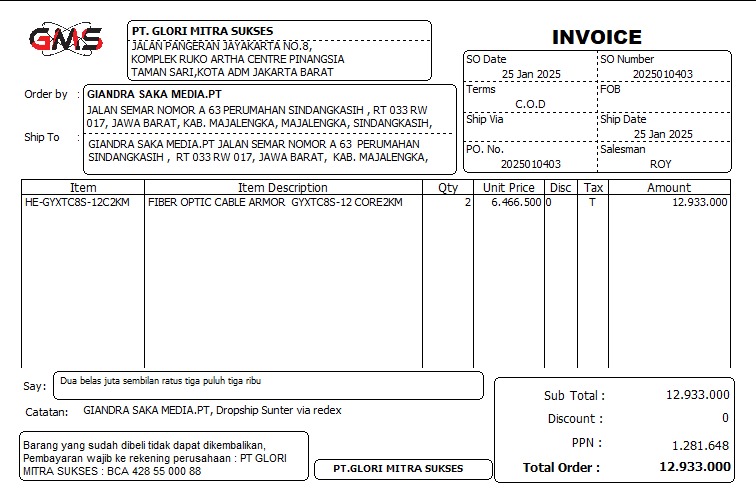 GMS
PT. GLORI MITRA SUKSES
JALAN PANGERAN JAYAKARTA NO.8,
KOMPLEK RUKO ARTHA CENTRE PINANGSIA
TAMAN SARI,KOTA ADM JAKARTA BARAT
INVOICE
SO Date
25 Jan 2025
SO Number
2025010403
Terms
C.O.D
FOB
Ship Via
Ship Date
25 Jan 2025
PO. No.
2025010403
Salesman
ROY
Order by :
GIANDRA SAKA MEDIA.PT
JALAN SEMAR NOMOR A 63 PERUMAHAN SINDANGKASIH , RT 033 RW
017, JAWA BARAT, KAB. MAJALENGKA, MAJALENGKA, SINDANGKASIH,
Ship To :
GIANDRA SAKA MEDIA.PT JALAN SEMAR NOMOR A 63 PERUMAHAN
SINDANGKASIH , RT 033 RW 017, JAWA BARAT, KAB. MAJALENGKA,
Item Item Description Qty Unit Price Disc Tax Amount
HE-GYXTC8S-12C2KM FIBER OPTIC CABLE ARMOR GYXTC8S-12 CORE2KM 2 6.466.500 0 T 12.933.000
Say: Dua belas juta sembilan ratus tiga puluh tiga ribu
Catatan: GIANDRA SAKA MEDIA.PT, Dropship Sunter via redex
Barang yang sudah dibeli tidak dapat dikembalikan,
Pembayaran wajib ke rekening perusahaan : PT GLORI
MITRA SUKSES : BCA 428 55 000 88
PT.GLORI MITRA SUKSES
Sub Total : 12.933.000
Discount : 0
PPN : 1.281.648
Total Order : 12.933.000